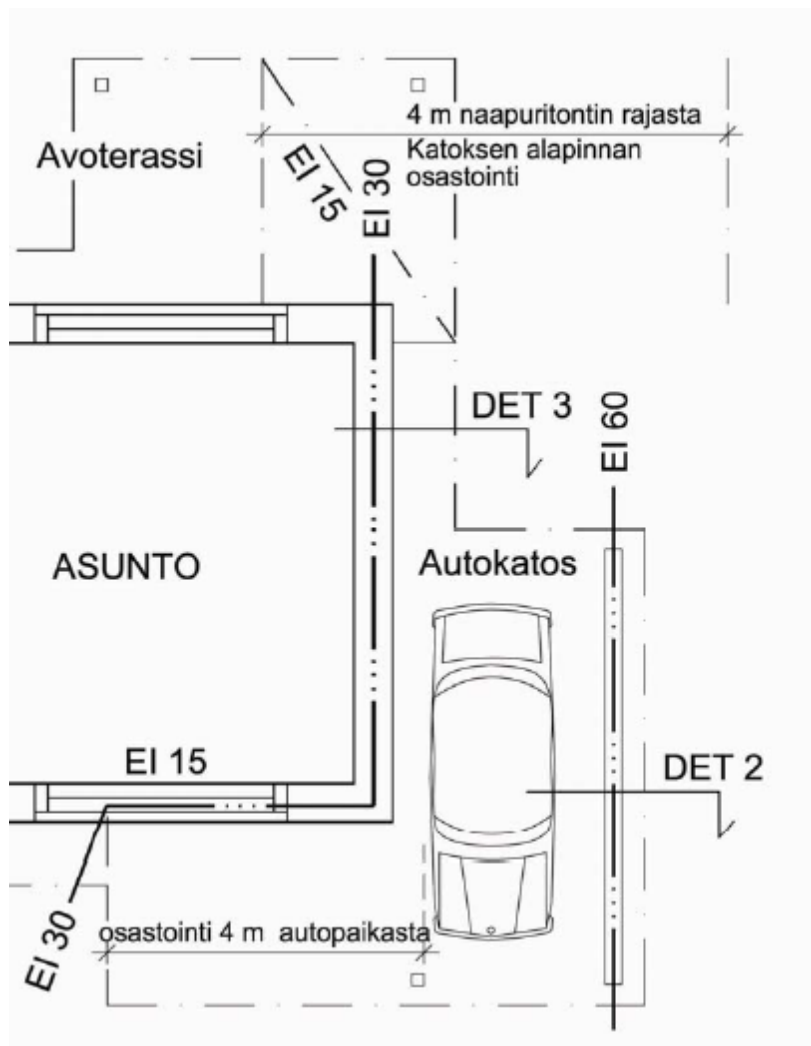 4 m naapuritontin rajasta
Katoksen alapinnan
osastointi
Avoterassi
EI 15
EI 30
DET 3
EI 60
ASUNTO
Autokatos
EI 15
DET 2
EI 30
osastointi 4 m autopaikasta